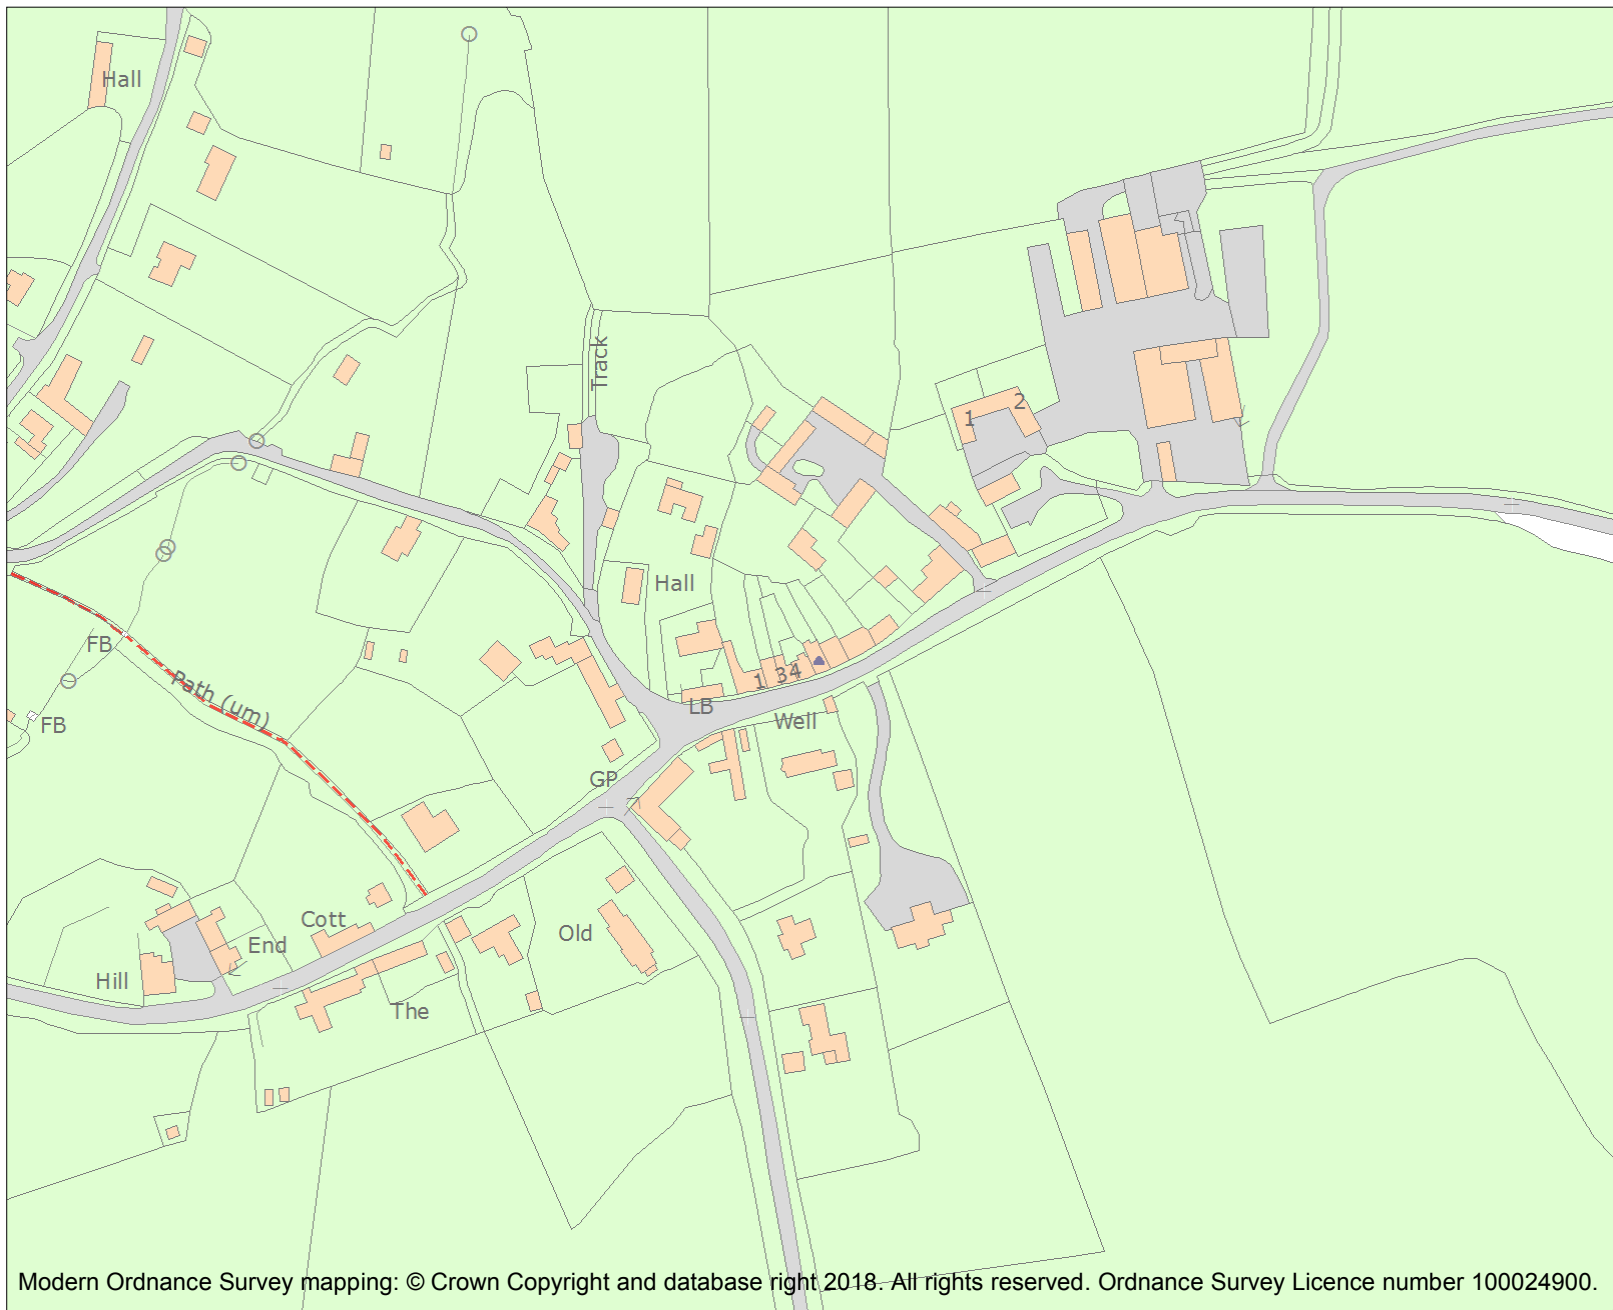 Hall
Track
2
1
Hall
FB
Path (um)
1 34
LB
Well
FB
GP
Cott
Old
End
Hill
The
Modern Ordnance Survey mapping: © Crown Copyright and database right 2018. All rights reserved. Ordnance Survey Licence number 100024900.